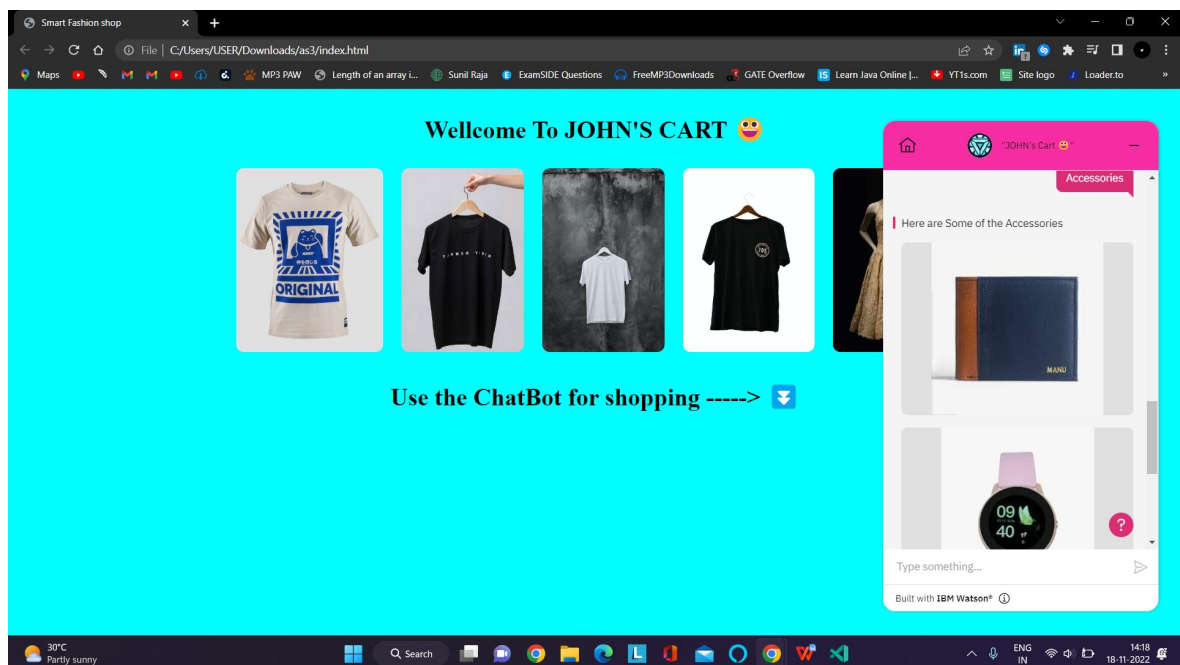 Smart Fashion shop
File | C:/Users/USER/Downloads/as3/index.html
Maps
MP3 PAW
Length of an array i...
Sunil Raja
ExamSIDE Questions
FreeMP3Downloads
GATE Overflow
Learn Java Online |...
YT1s.com
Site logo
Loader.to
»
Wellcome To JOHN'S CART 😀
ORIGINAL
Use the ChatBot for shopping -----> ⏬
"JOHN's Cart 😀 "
Accessories
Here are Some of the Accessories
MANU
09
40
?
Type something...
Built with IBM Watson®
30°C
Partly sunny
Search
ENG
IN
14:18
18-11-2022